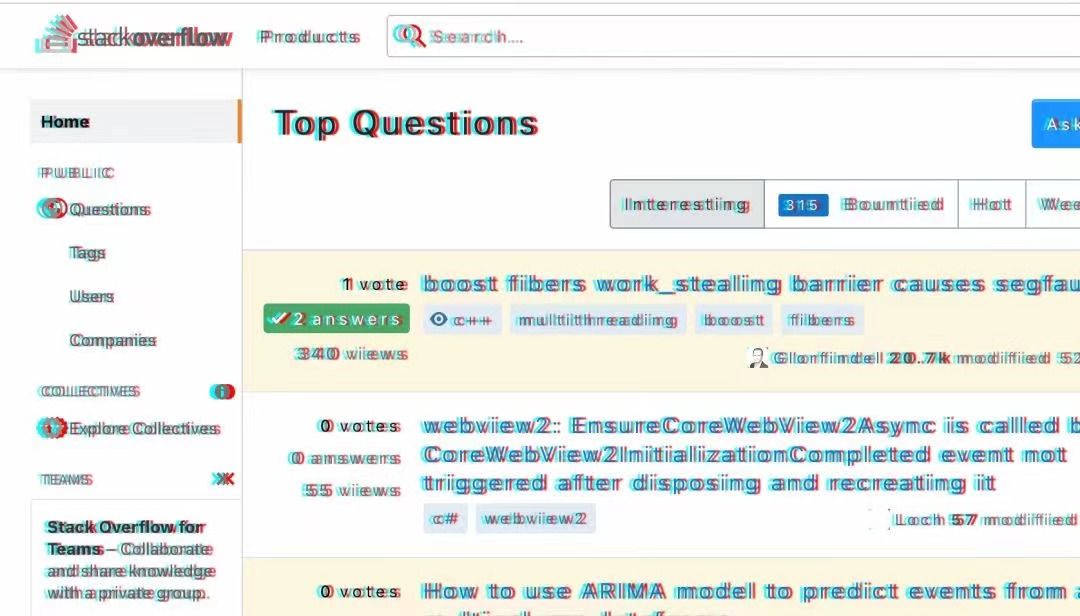 stackoverflow Products Search...
Home
PUBLIC
Questions
Tags
Users
Companies
COLLECTIVES
Explore Collectives
TEAMS
Stack Overflow for
Teams – Collaborate
and share knowledge
with a private group.
Top Questions
Ask
Interesting 315 Bountied Hot Wee
1 vote
2 answers
340 views
boost fibers work_stealing barrier causes segfau
c++ multithreading boost fibers
Glorfindel 20.7k modified 52
0 votes
0 answers
55 views
webview2: EnsureCoreWebView2Async is called b
CoreWebView2InitializationCompleted event not
triggered after disposing and recreating it
c# webview2
Loch 57 modified
0 votes
How to use ARIMA model to predict events from a